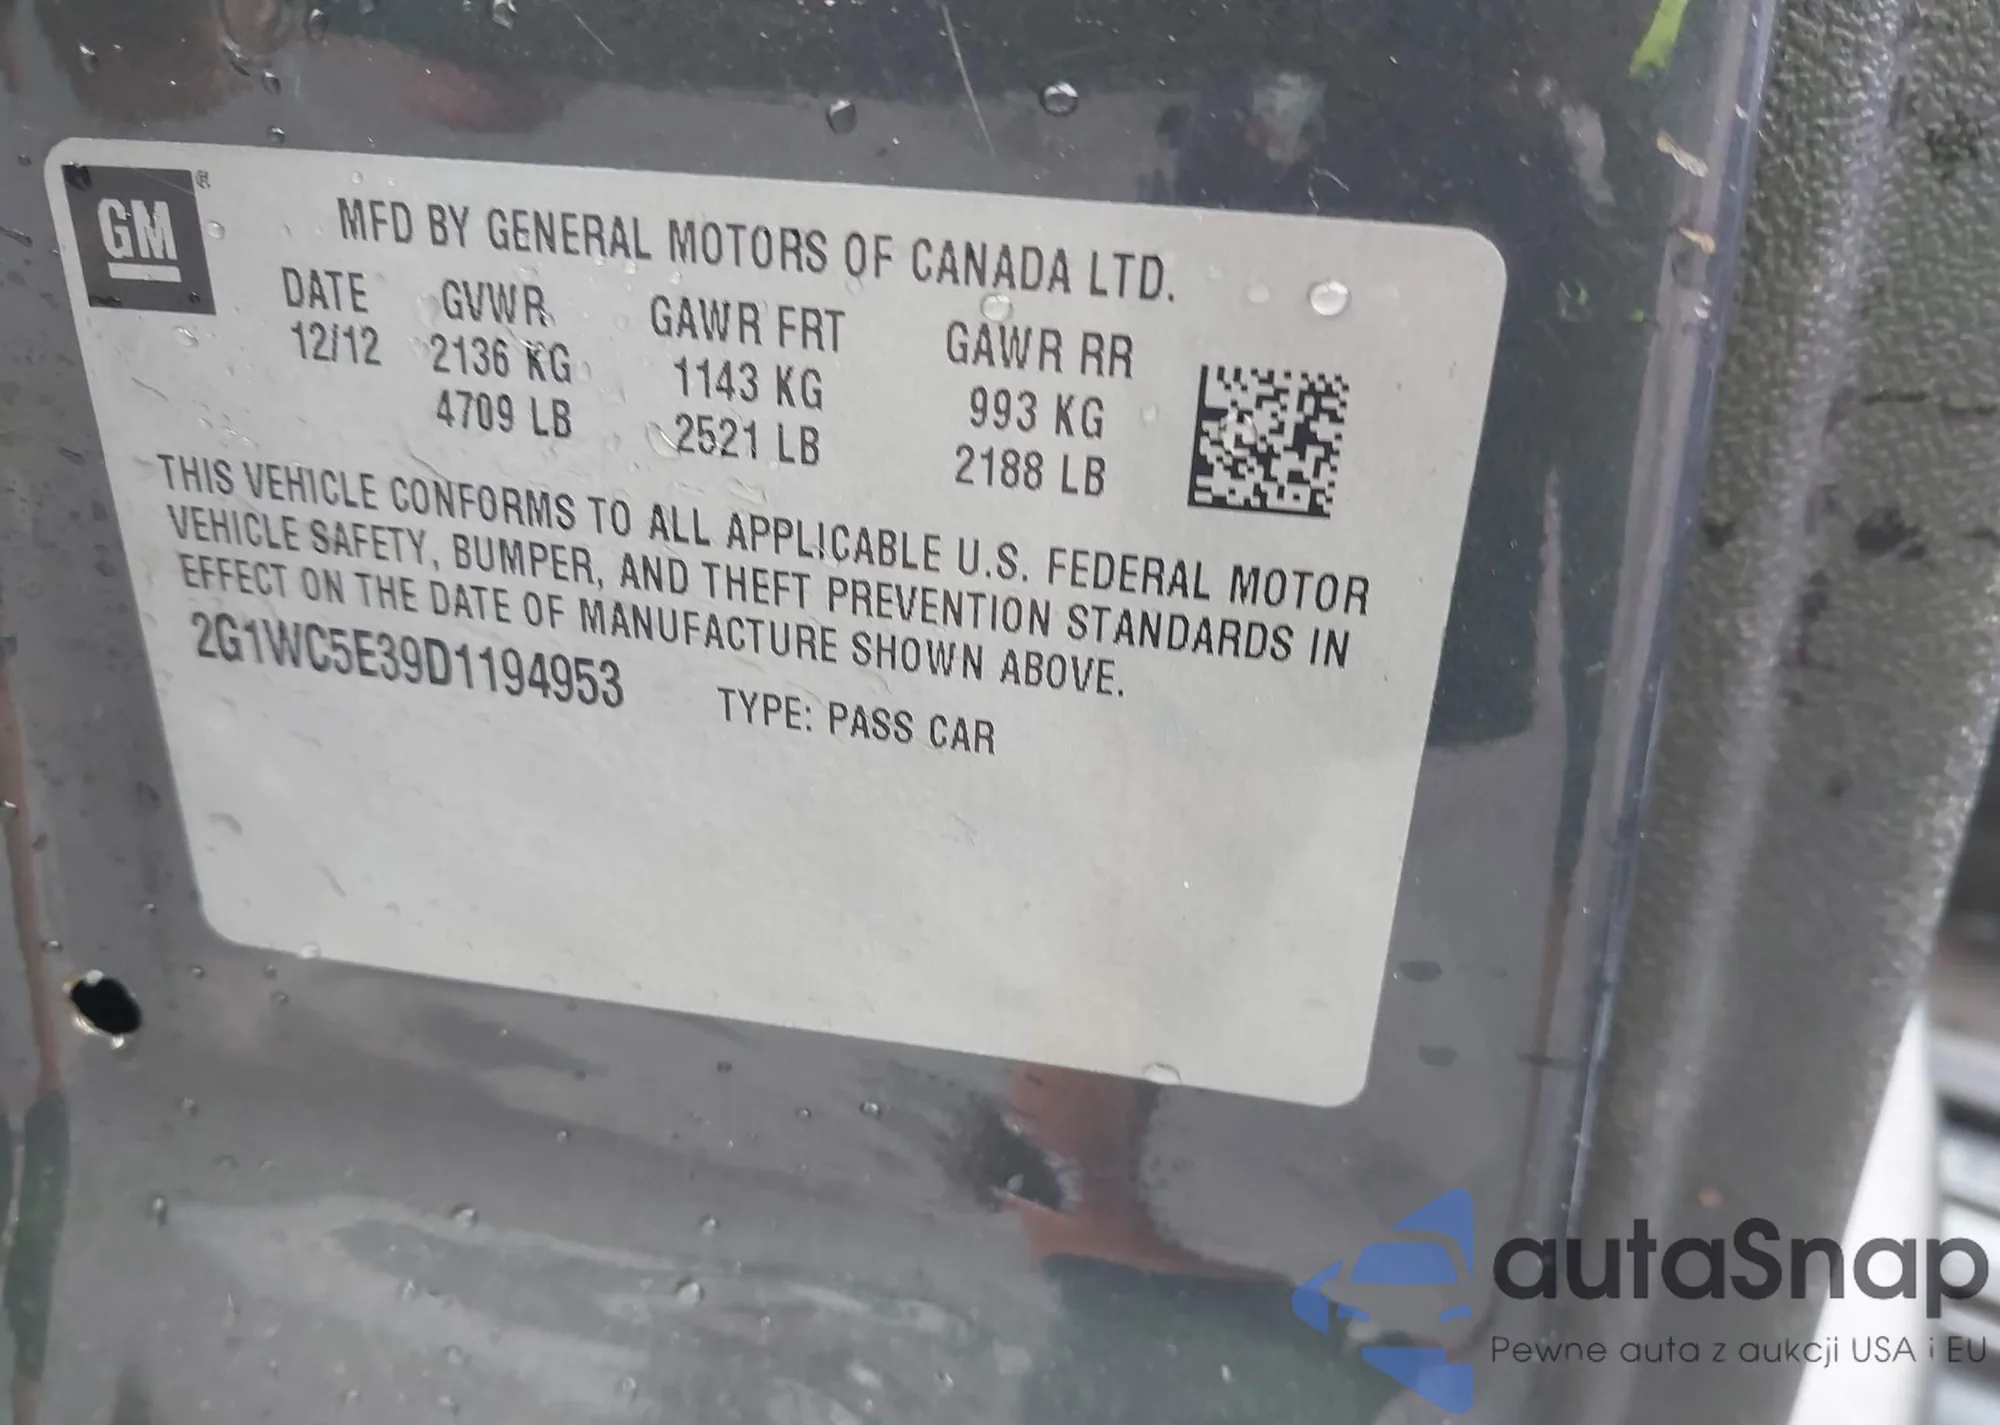 GM ®
MFD BY GENERAL MOTORS OF CANADA LTD.
DATE GVWR GAWR FRT GAWR RR
12/12 2136 KG 1143 KG 993 KG
4709 LB 2521 LB 2188 LB
THIS VEHICLE CONFORMS TO ALL APPLICABLE U.S. FEDERAL MOTOR
VEHICLE SAFETY, BUMPER, AND THEFT PREVENTION STANDARDS IN
EFFECT ON THE DATE OF MANUFACTURE SHOWN ABOVE.
2G1WC5E39D1194953 TYPE: PASS CAR
autaSnap
Pewne auta z aukcji USA i EU